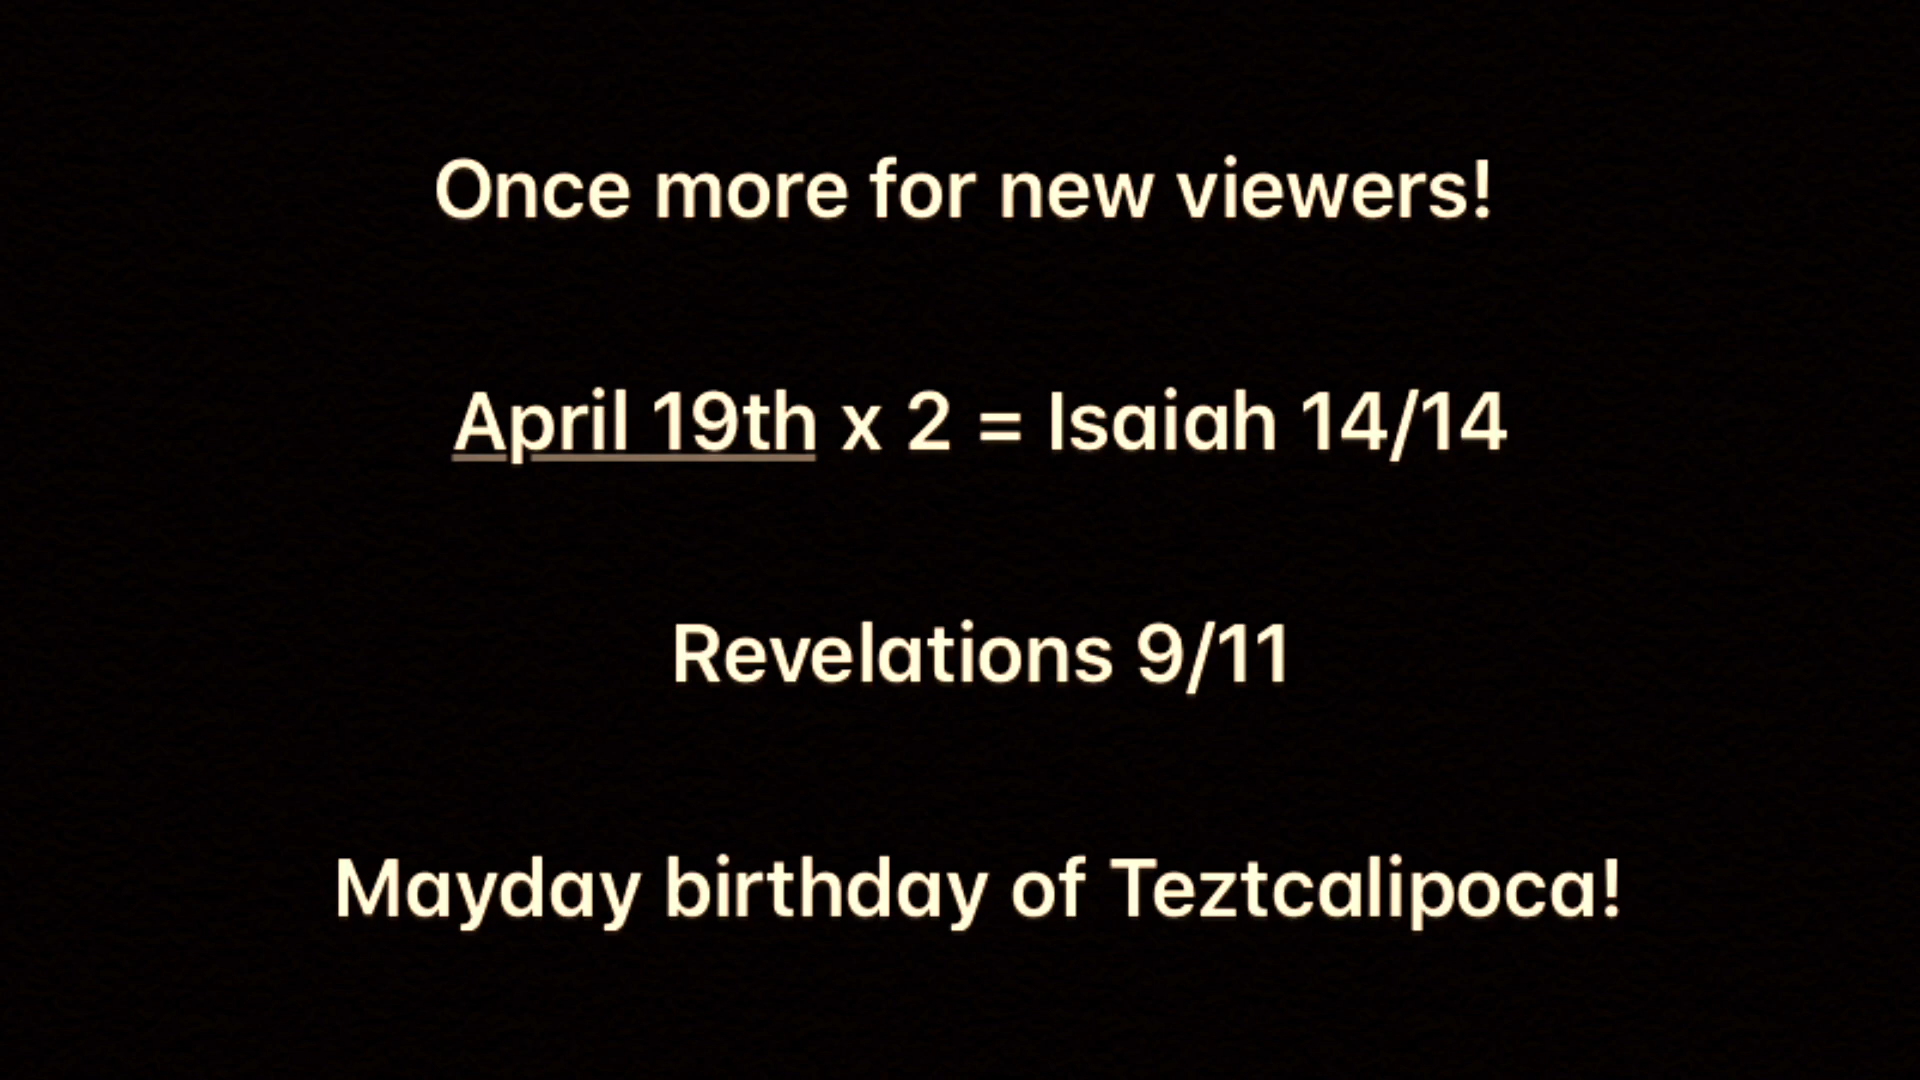 Once more for new viewers!
April 19th x 2 = Isaiah 14/14
Revelations 9/11
Mayday birthday of Teztcalipoca!